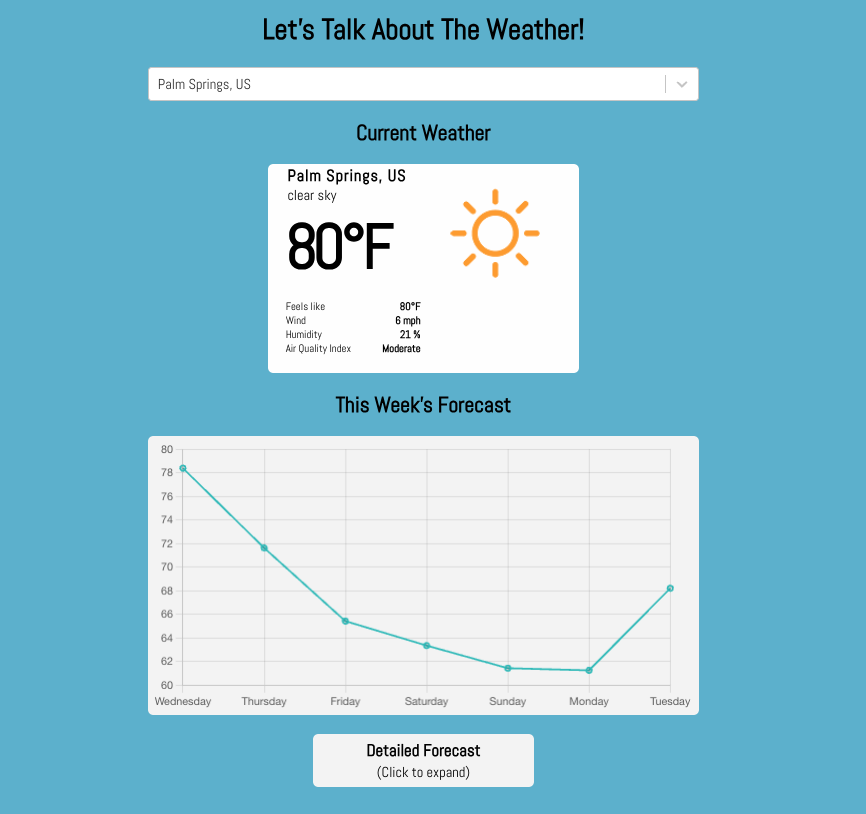 Let's Talk About The Weather!
Palm Springs, US
Current Weather
Palm Springs, US
clear sky
80°F
Feels like 80°F
Wind 6 mph
Humidity 21 %
Air Quality Index Moderate
This Week's Forecast
80
78
76
74
72
70
68
66
64
62
60
Wednesday Thursday Friday Saturday Sunday Monday Tuesday
Detailed Forecast
(Click to expand)